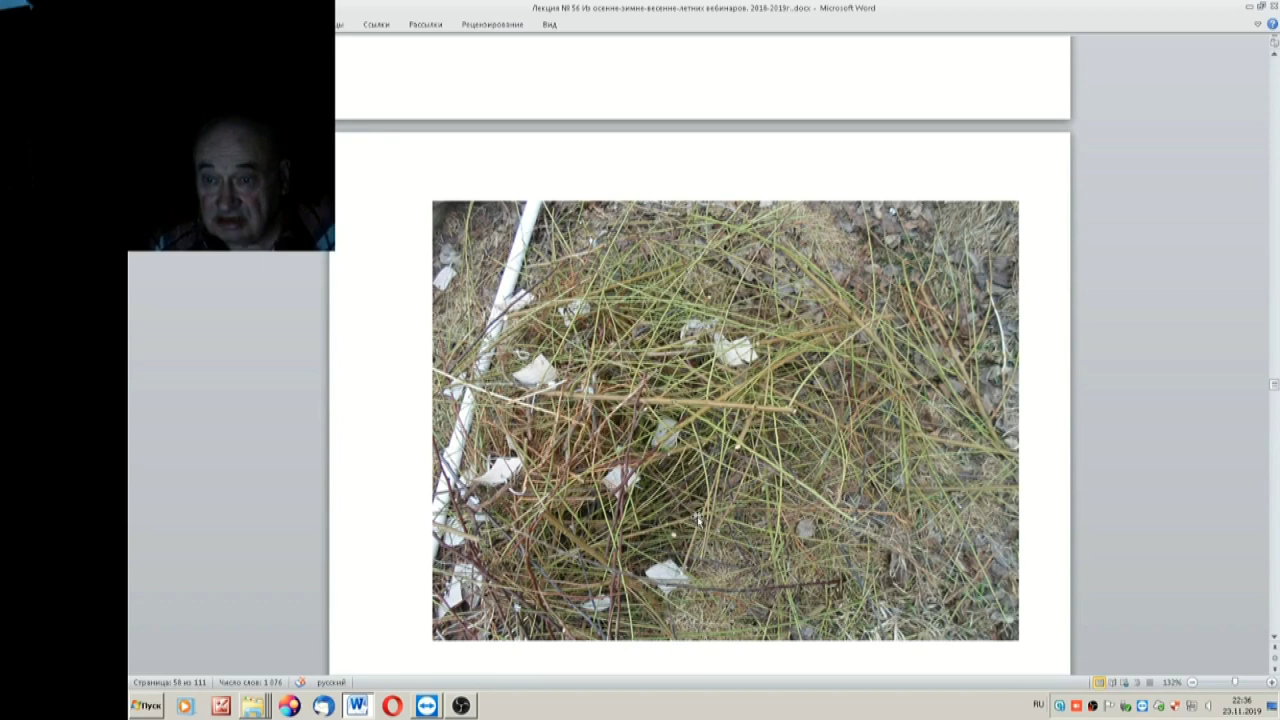 Лекция № 56 Из осенне-зимне-весенне-летних вебинаров. 2018-2019г..docx - Microsoft Word
Ссылки Рассылки Рецензирование Вид
Страница: 58 из 111 Число слов: 1 076 русский 132%
Пуск RU 22:36
23.11.2019